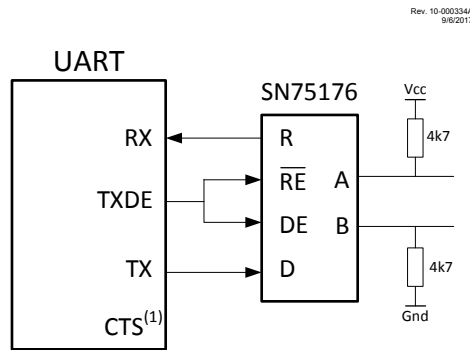 Rev. 10-000334A
9/6/2017
UART
SN75176
Vcc
4k7
RX
R
TXDE
RE
A
DE
B
TX
D
4k7
CTS(1)
Gnd